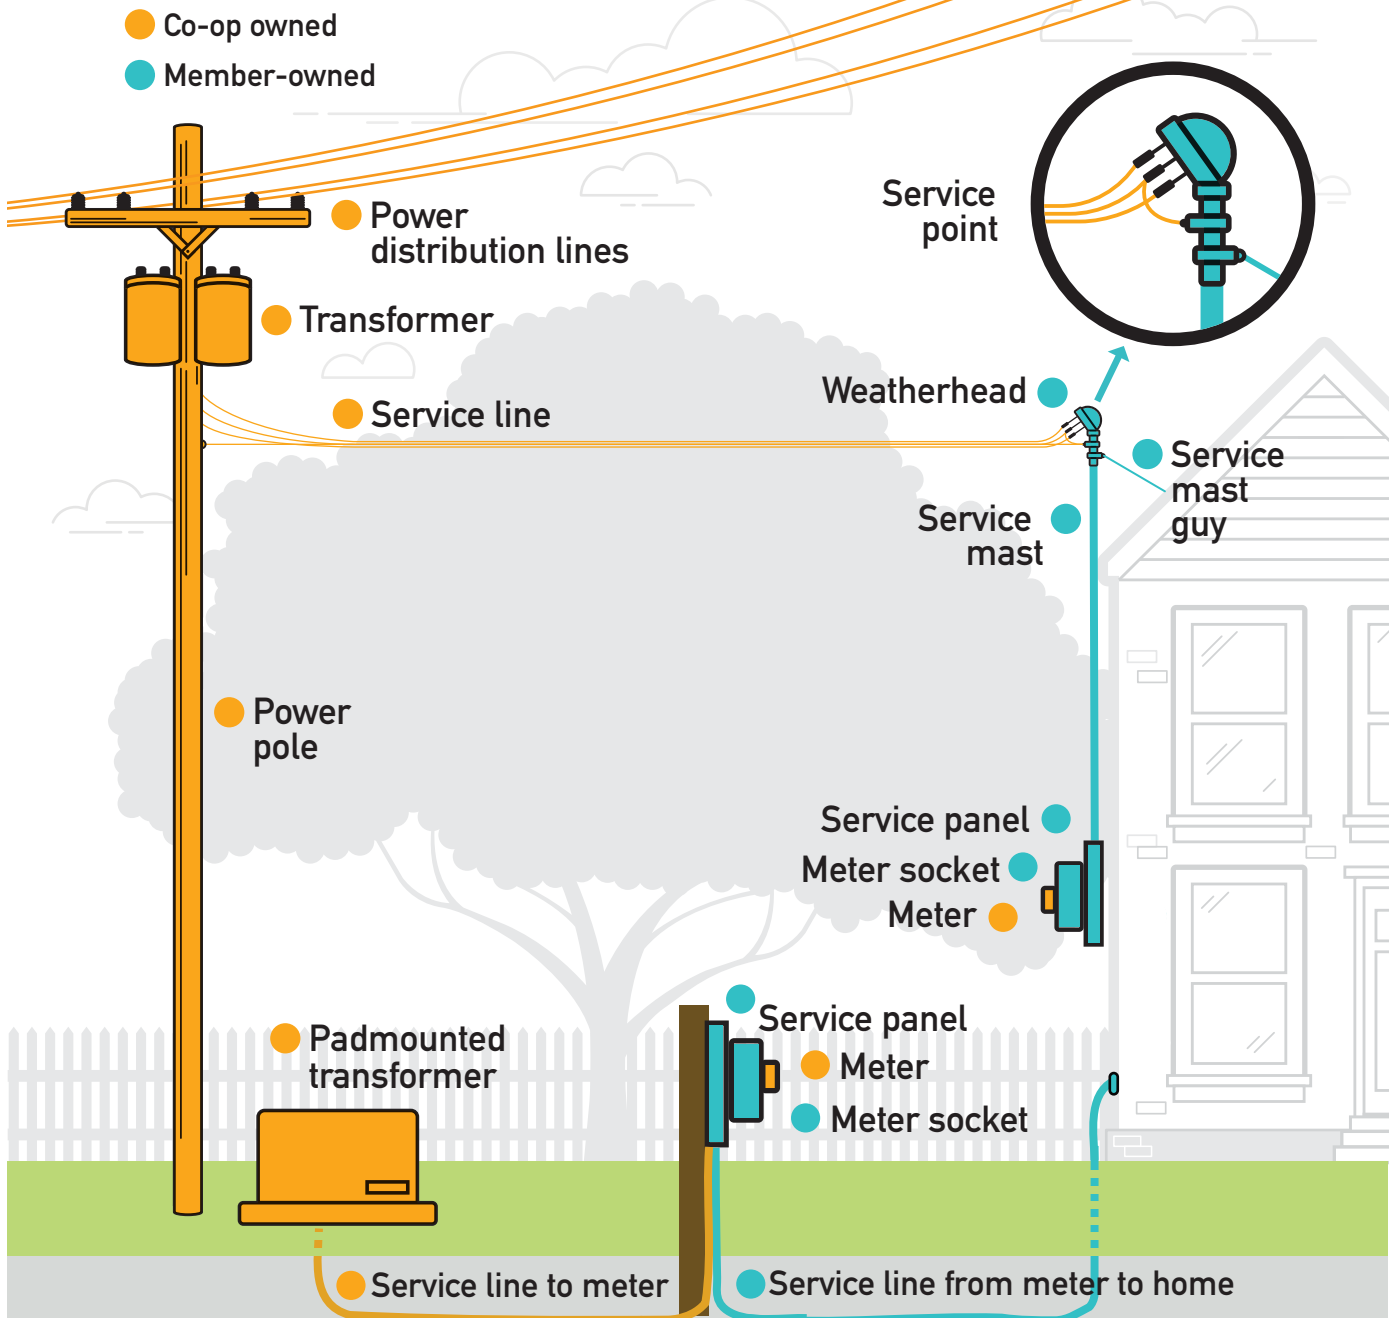 Co-op owned
Member-owned
Power
distribution lines
Service
point
Transformer
Weatherhead
Service line
Service
mast
guy
Service
mast
Power
pole
Service panel
Meter socket
Meter
Service panel
Padmounted
transformer
Meter
Meter socket
Service line to meter
Service line from meter to home